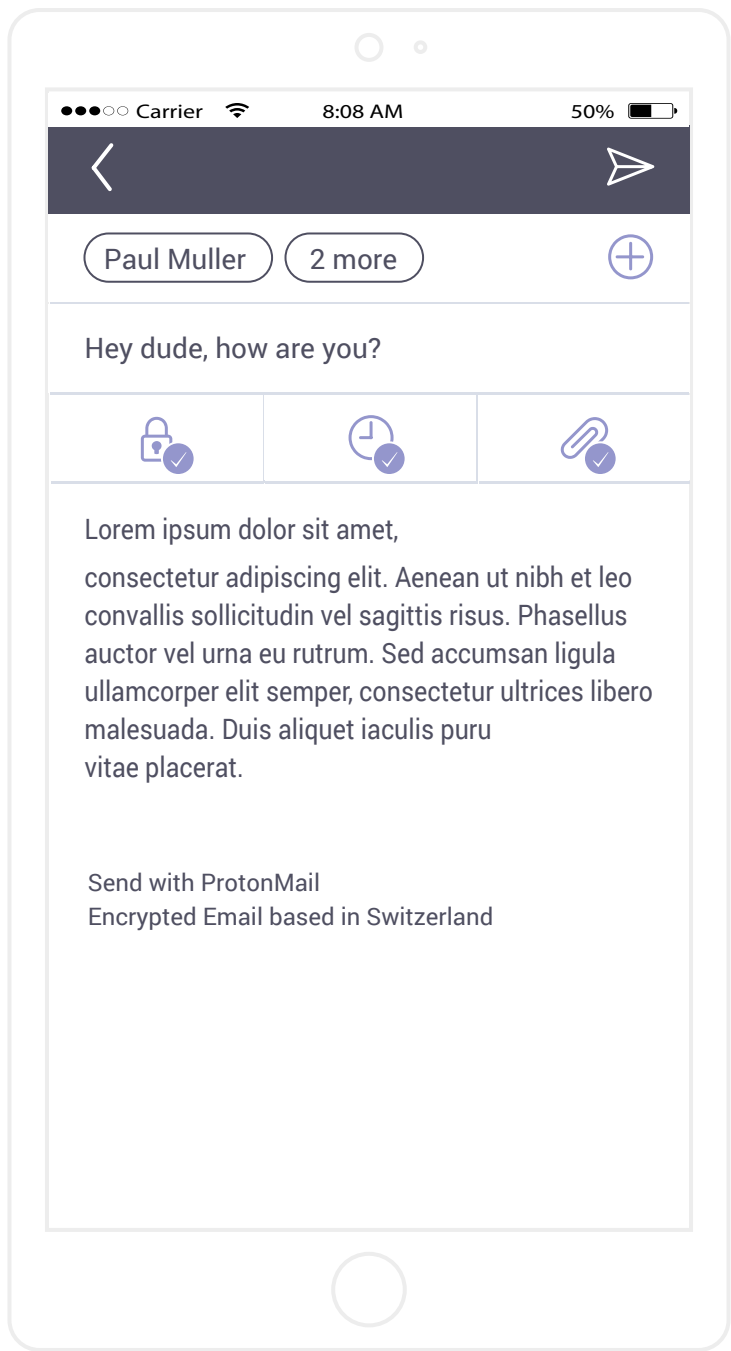 Carrier 8:08 AM 50%
Paul Muller 2 more
Hey dude, how are you?
Lorem ipsum dolor sit amet,
consectetur adipiscing elit. Aenean ut nibh et leo
convallis sollicitudin vel sagittis risus. Phasellus
auctor vel urna eu rutrum. Sed accumsan ligula
ullamcorper elit semper, consectetur ultrices libero
malesuada. Duis aliquet iaculis puru
vitae placerat.
Send with ProtonMail
Encrypted Email based in Switzerland